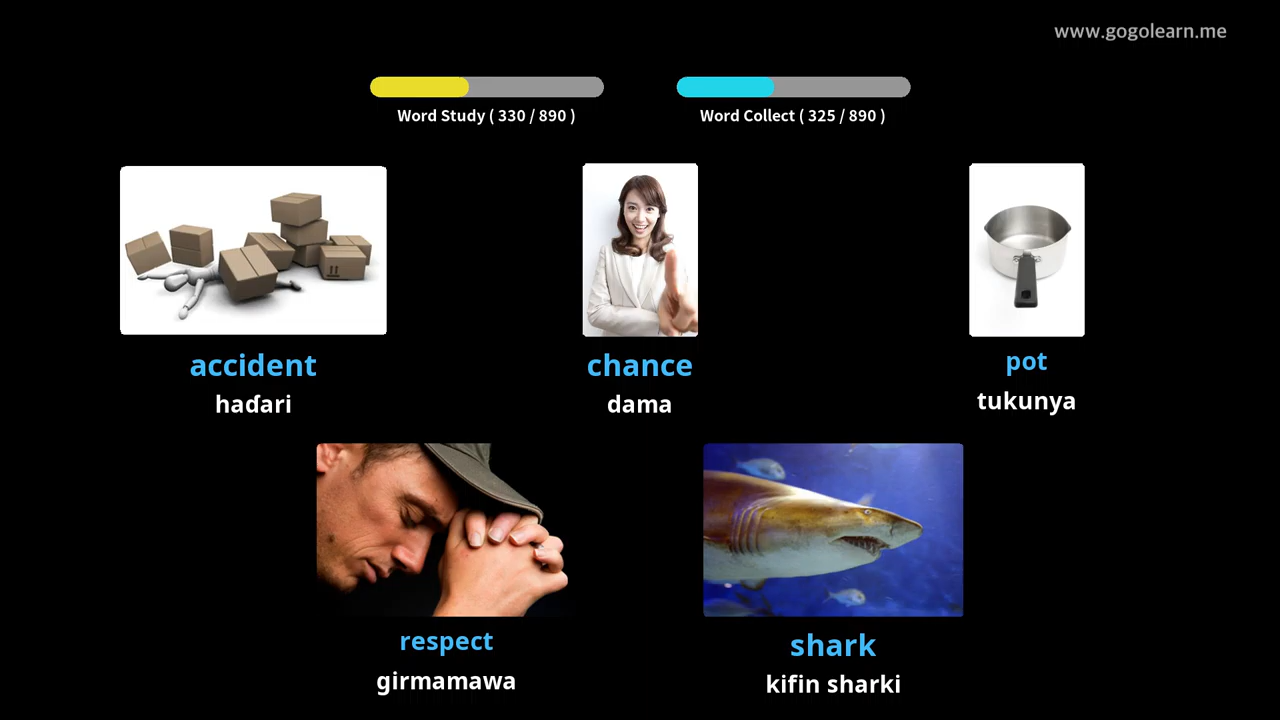 www.gogolearn.me
Word Study ( 330 / 890 )
Word Collect ( 325 / 890 )
accident
haɗari
chance
dama
pot
tukunya
respect
girmamawa
shark
kifin sharki